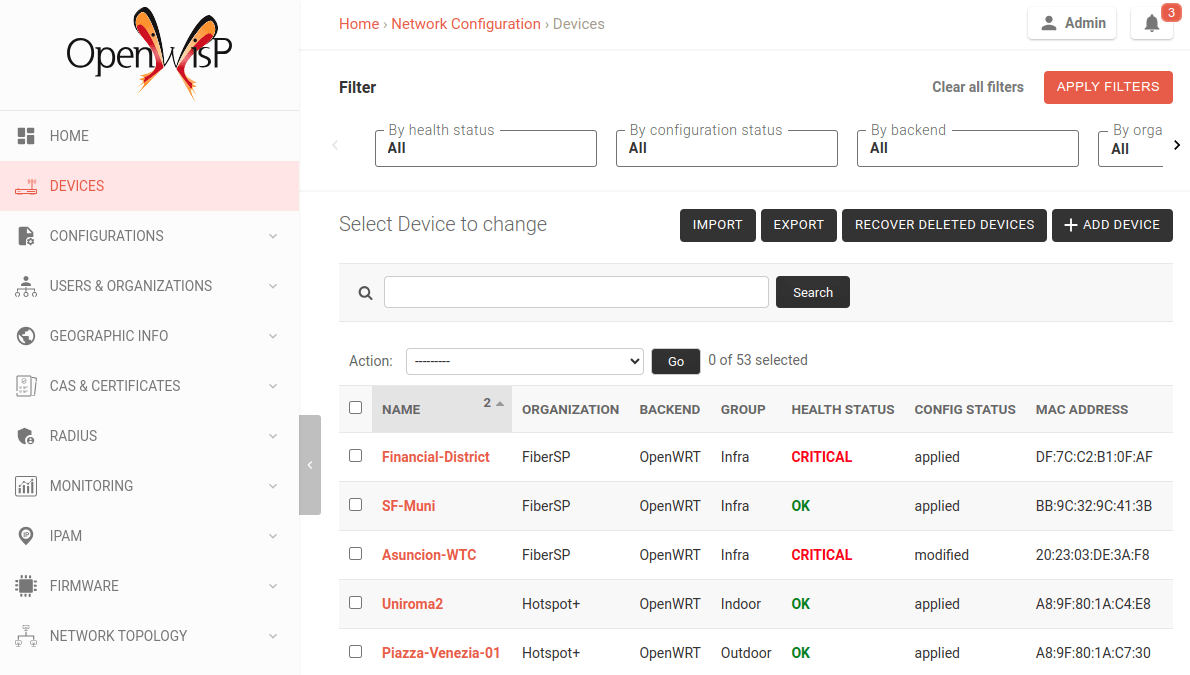 OpenWISP
Home › Network Configuration › Devices
Admin
3
HOME
DEVICES
CONFIGURATIONS
USERS & ORGANIZATIONS
GEOGRAPHIC INFO
CAS & CERTIFICATES
RADIUS
MONITORING
IP
IPAM
FIRMWARE
NETWORK TOPOLOGY
Filter
Clear all filters
APPLY FILTERS
By health status
All
By configuration status
All
By backend
All
By orga
All
Select Device to change
IMPORT
EXPORT
RECOVER DELETED DEVICES
+ ADD DEVICE
Search
Action: --------- Go 0 of 53 selected
NAME 2 ORGANIZATION BACKEND GROUP HEALTH STATUS CONFIG STATUS MAC ADDRESS
Financial-District FiberSP OpenWRT Infra CRITICAL applied DF:7C:C2:B1:0F:AF
SF-Muni FiberSP OpenWRT Infra OK applied BB:9C:32:9C:41:3B
Asuncion-WTC FiberSP OpenWRT Infra CRITICAL modified 20:23:03:DE:3A:F8
Uniroma2 Hotspot+ OpenWRT Indoor OK applied A8:9F:80:1A:C4:E8
Piazza-Venezia-01 Hotspot+ OpenWRT Outdoor OK applied A8:9F:80:1A:C7:30